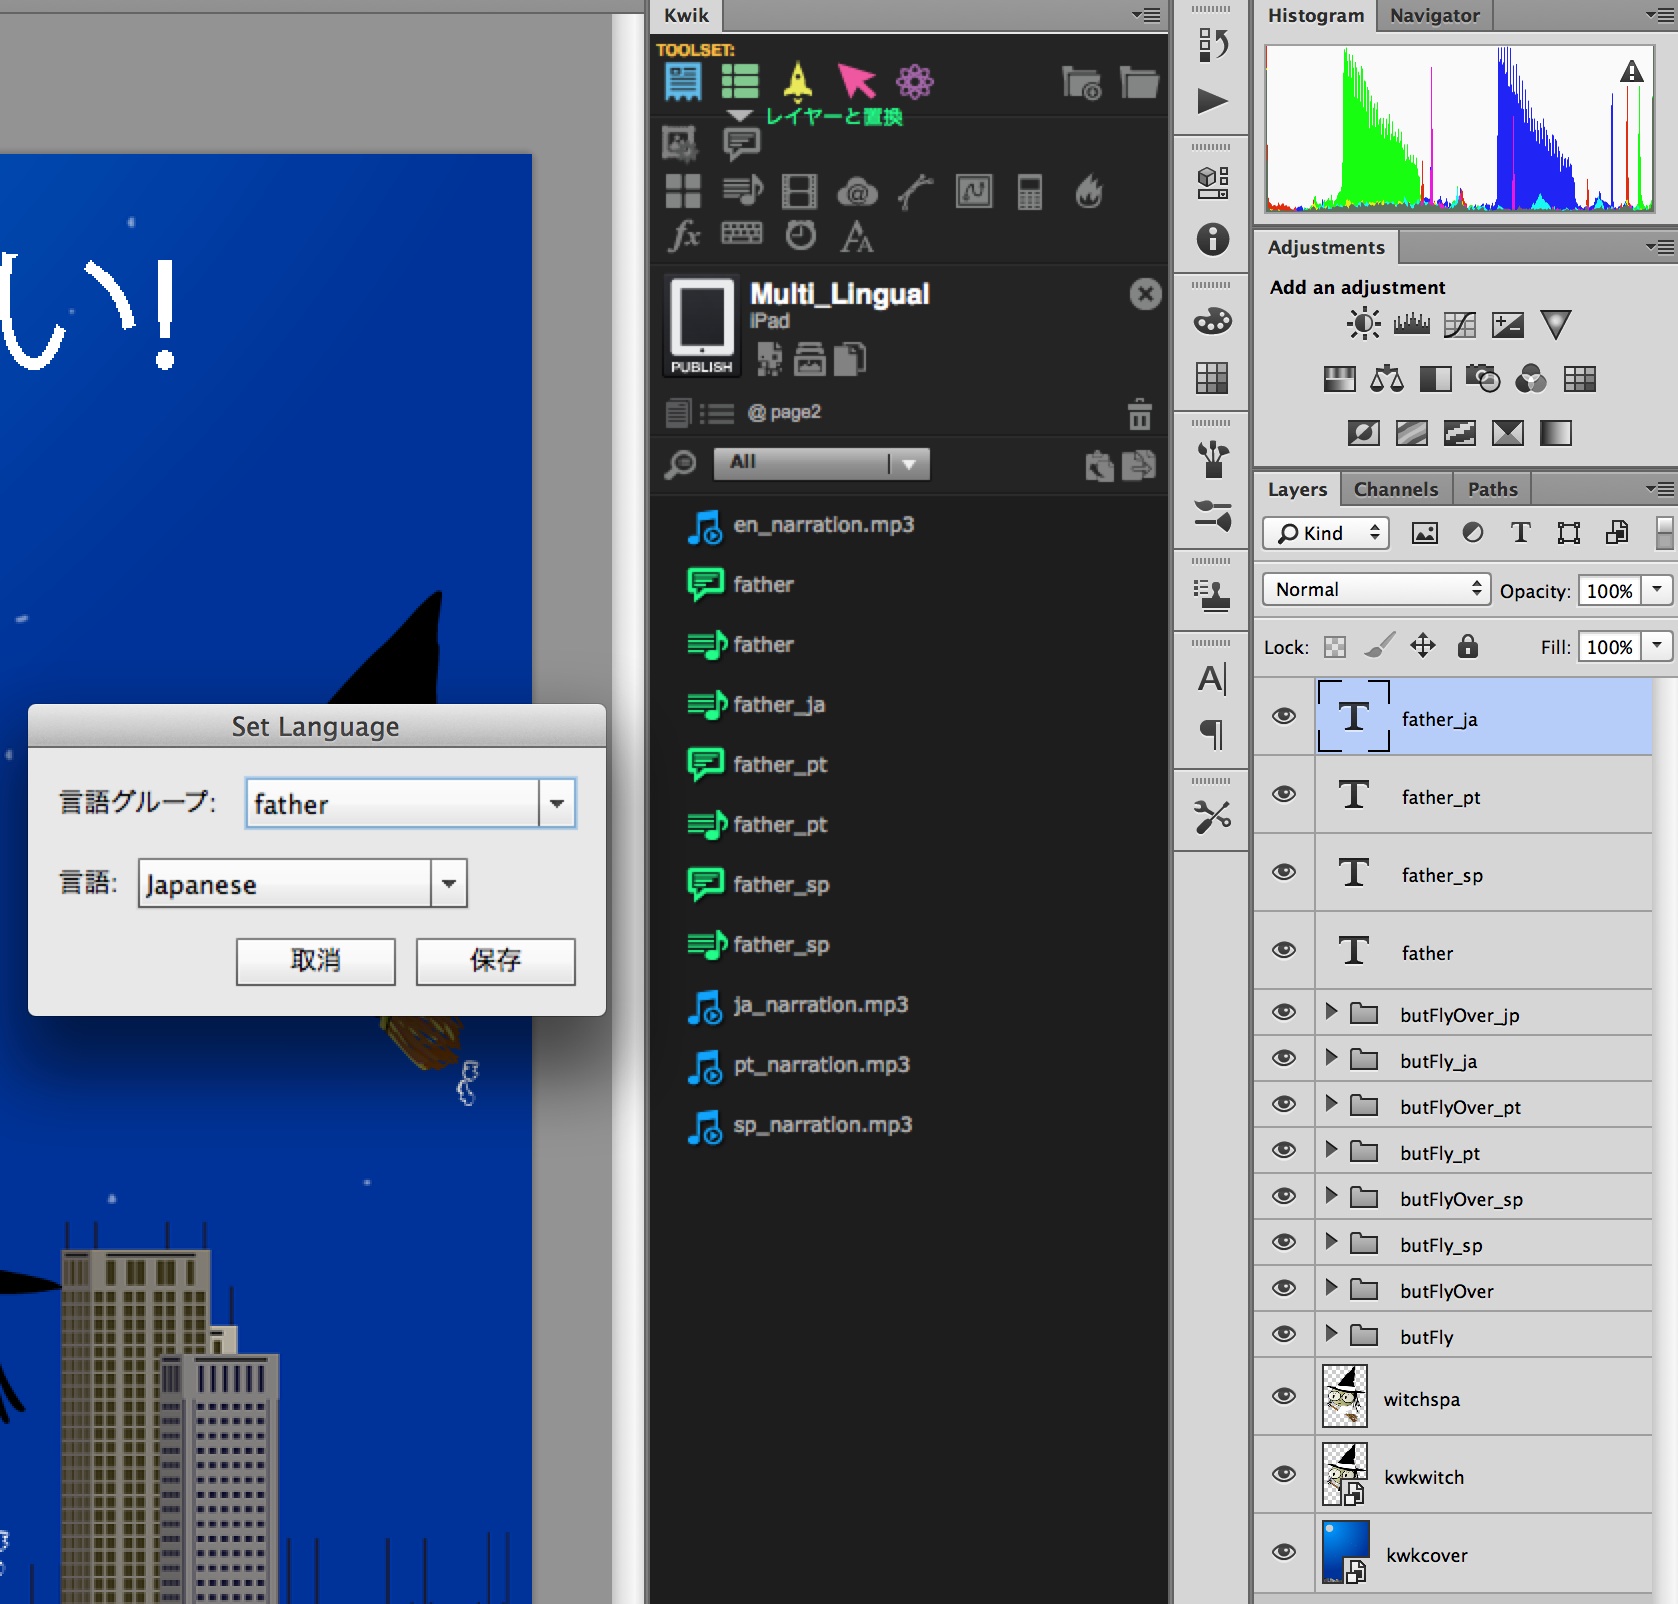 い!
Set Language
言語グループ: father
言語: Japanese
取消 保存
Kwik
TOOLSET:
レイヤーと置換
Multi_Lingual
iPad
PUBLISH
@ page2
All
en_narration.mp3
father
father
father_ja
father_pt
father_pt
father_sp
father_sp
ja_narration.mp3
pt_narration.mp3
sp_narration.mp3
Histogram Navigator
Adjustments
Add an adjustment
Layers Channels Paths
Kind
Normal Opacity: 100%
Lock: Fill: 100%
father_ja
father_pt
father_sp
father
butFlyOver_jp
butFly_ja
butFlyOver_pt
butFly_pt
butFlyOver_sp
butFly_sp
butFlyOver
butFly
witchspa
kwkwitch
kwkcover